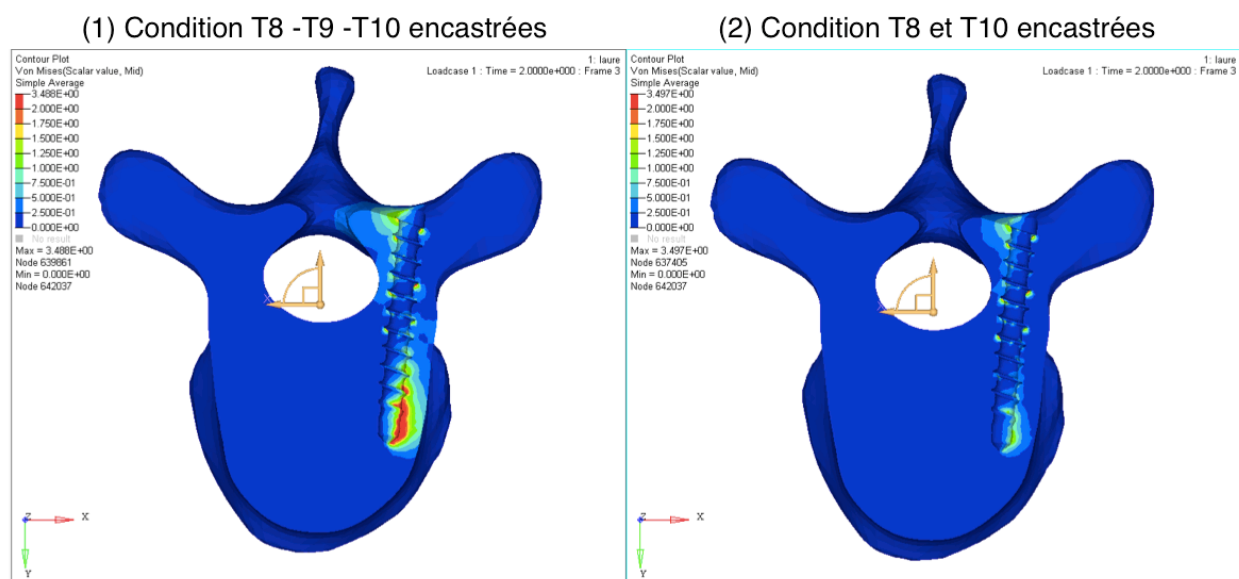 (1) Condition T8 -T9 -T10 encastrées
(2) Condition T8 et T10 encastrées
Contour Plot
Von Mises(Scalar value, Mid)
Simple Average
3.488E+00
2.000E+00
1.750E+00
1.500E+00
1.250E+00
1.000E+00
7.500E-01
5.000E-01
2.500E-01
0.000E+00
No result
Max = 3.488E+00
Node 639861
Min = 0.000E+00
Node 642037
1: laure
Loadcase 1 : Time = 2.0000e+000 : Frame 3
X
Z
X
Y
Contour Plot
Von Mises(Scalar value, Mid)
Simple Average
3.497E+00
2.000E+00
1.750E+00
1.500E+00
1.250E+00
1.000E+00
7.500E-01
5.000E-01
2.500E-01
0.000E+00
No result
Max = 3.497E+00
Node 637405
Min = 0.000E+00
Node 642037
1: laure
Loadcase 1 : Time = 2.0000e+000 : Frame 3
X
Z
X
Y